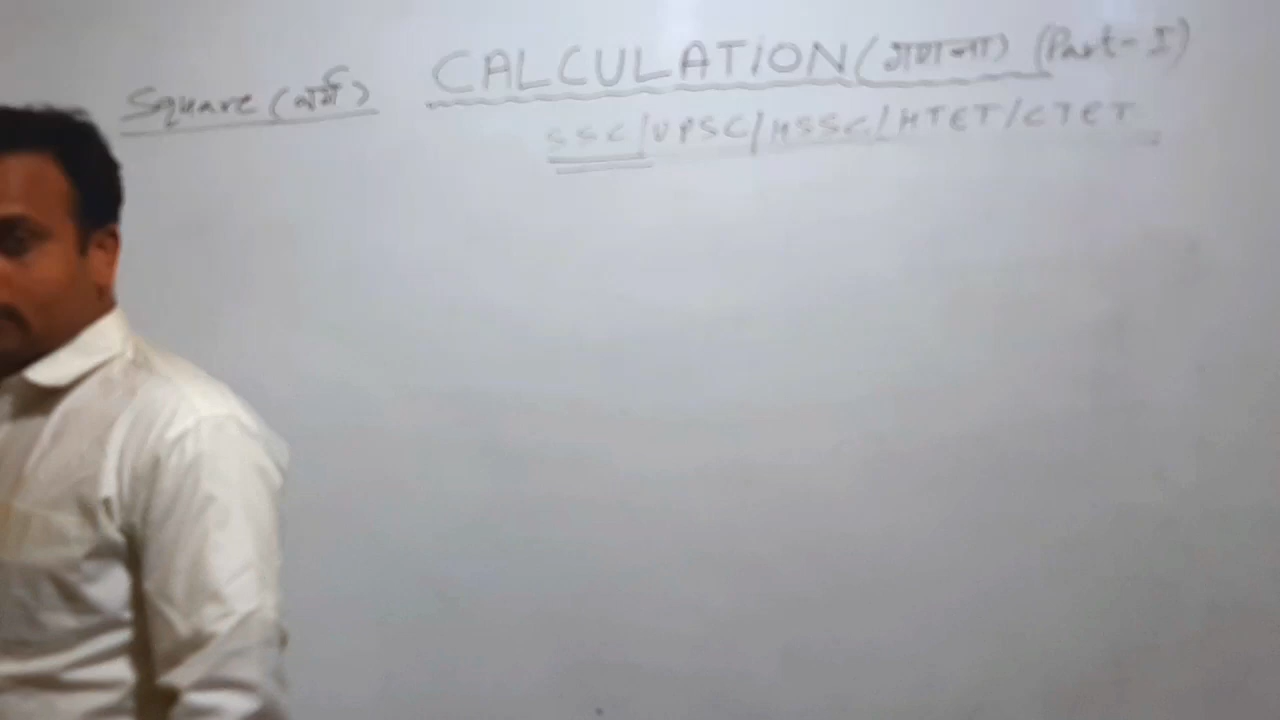 CALCULATION (गणना) (Part-I)
Square (वर्ग)
SSC/UPSC/HSSC/HTET/CTET